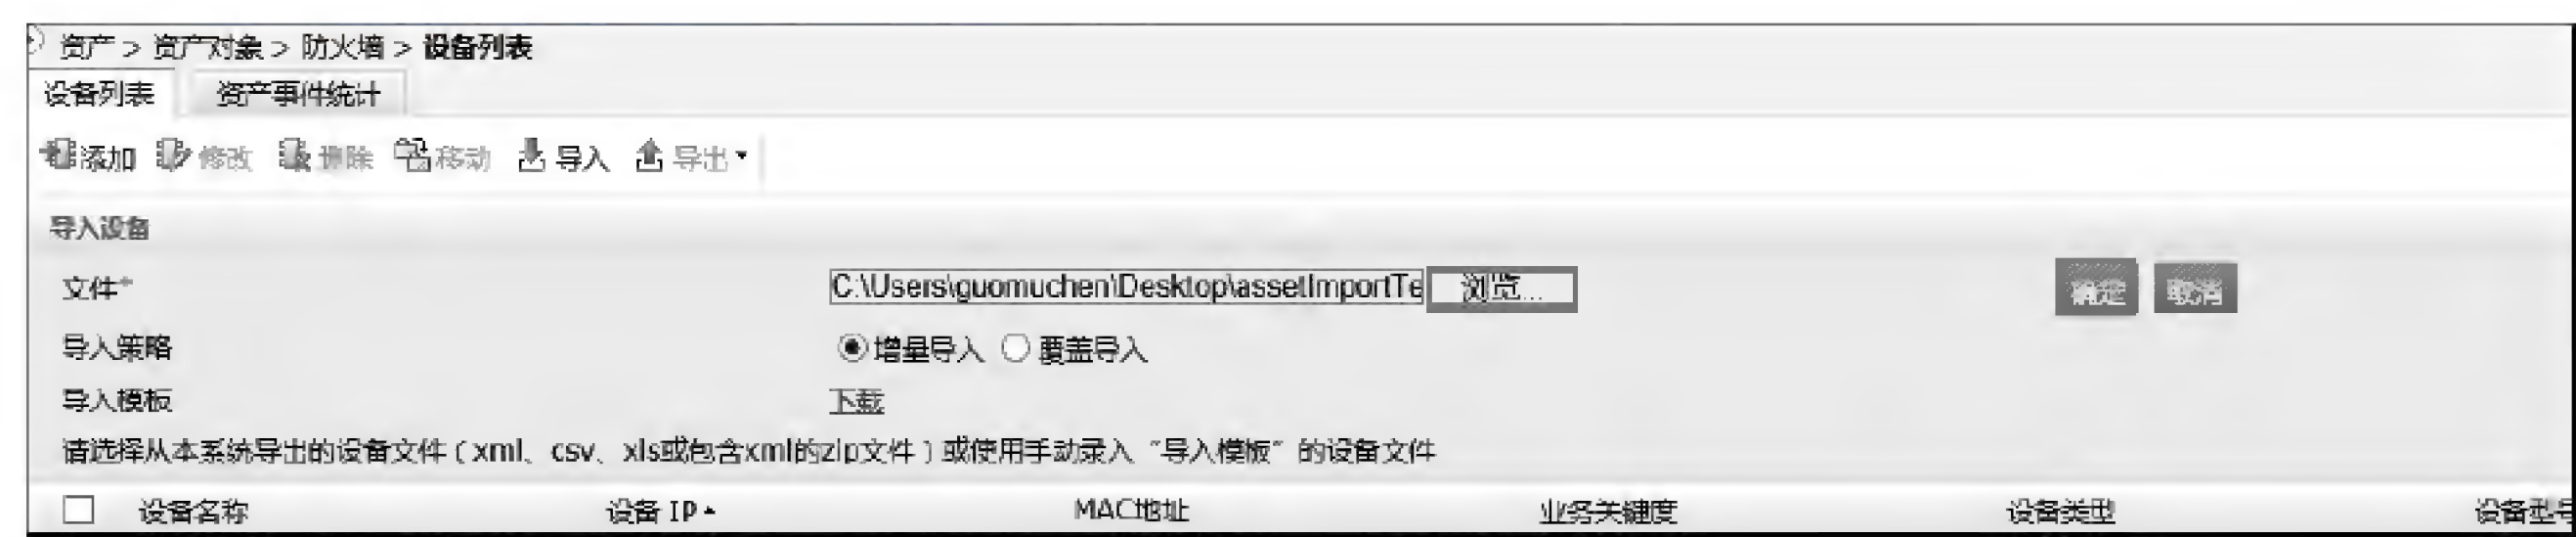 资产 > 资产对象 > 防火墙 > 设备列表
设备列表 资产事件统计
添加 修改 删除 移动 导入 导出
导入设备
文件* C:\Users\guomuchen\Desktop\assetImportTe 浏览... 确定 取消
导入策略 增量导入 覆盖导入
导入模板 下载
请选择从本系统导出的设备文件（xml、csv、xls或包含xml的zip文件）或使用手动录入“导入模板”的设备文件
设备名称 设备 IP MAC地址 业务关键度 设备类型 设备型号